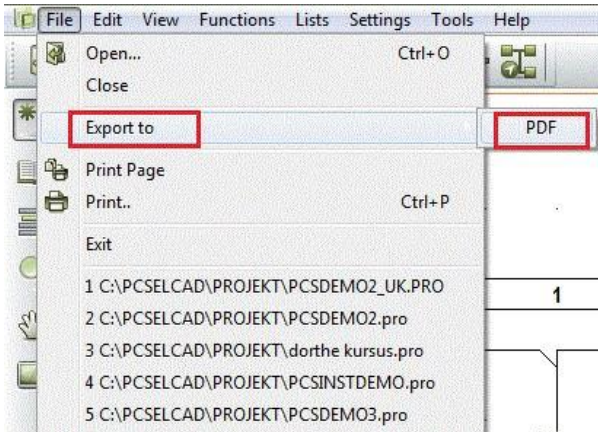 File Edit View Functions Lists Settings Tools Help
Open... Ctrl+O
Close
Export to PDF
Print Page
Print.. Ctrl+P
Exit
1 C:\PCSELCAD\PROJEKT\PCSDEMO2_UK.PRO
1
2 C:\PCSELCAD\PROJEKT\PCSDEMO2.pro
3 C:\PCSELCAD\PROJEKT\dorthe kursus.pro
4 C:\PCSELCAD\PROJEKT\PCSINSTDEMO.pro
5 C:\PCSELCAD\PROJEKT\PCSDEMO3.pro